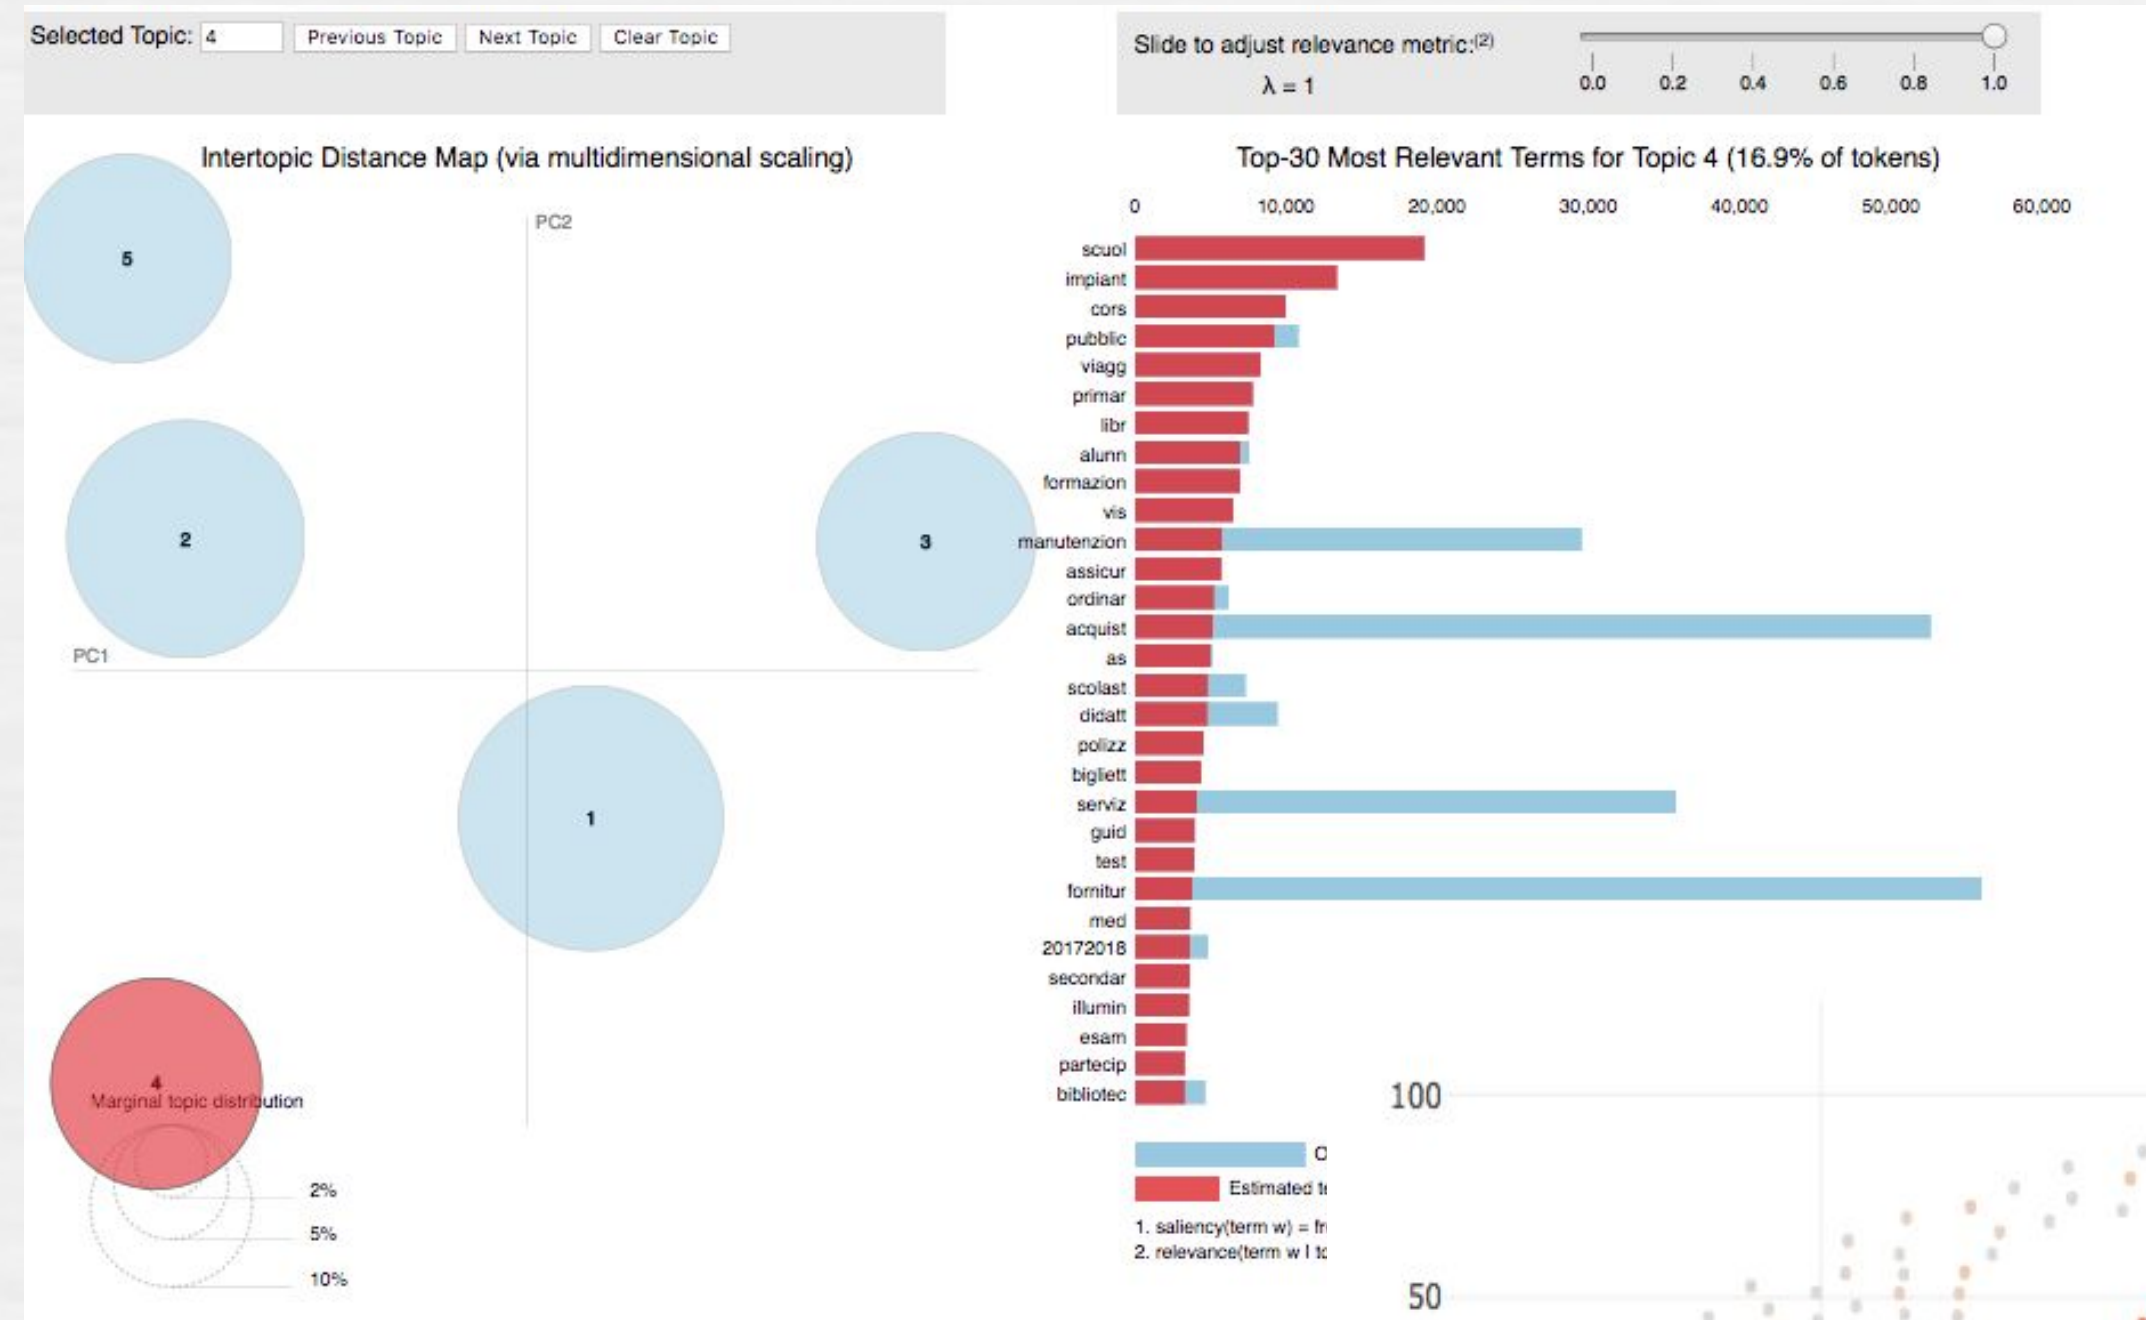 Selected Topic: 4 Previous Topic Next Topic Clear Topic
Slide to adjust relevance metric:(2)
λ = 1
0.0 0.2 0.4 0.6 0.8 1.0
Intertopic Distance Map (via multidimensional scaling)
PC2
PC1
5
2
3
1
4
Marginal topic distribution
2%
5%
10%
Top-30 Most Relevant Terms for Topic 4 (16.9% of tokens)
0 10,000 20,000 30,000 40,000 50,000 60,000
scuol
impiant
cors
pubblic
viagg
primar
libr
alunn
formazion
vis
manutenzion
assicur
ordinar
acquist
as
scolast
didatt
polizz
bigliett
serviz
guid
test
fornitur
med
20172018
secondar
illumin
esam
partecip
bibliotec
O
Estimated te
1. saliency(term w) = fr
2. relevance(term w | to
100
50